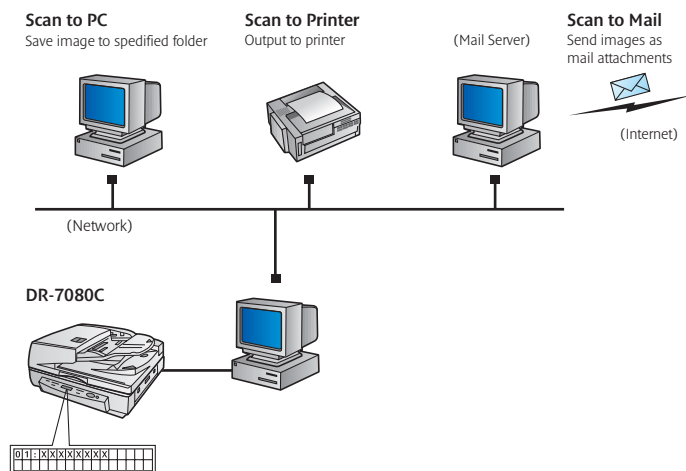 Scan to PC
Save image to spedified folder
Scan to Printer
Output to printer
(Mail Server)
Scan to Mail
Send images as
mail attachments
(Internet)
(Network)
DR-7080C
01:XXXXXXXX